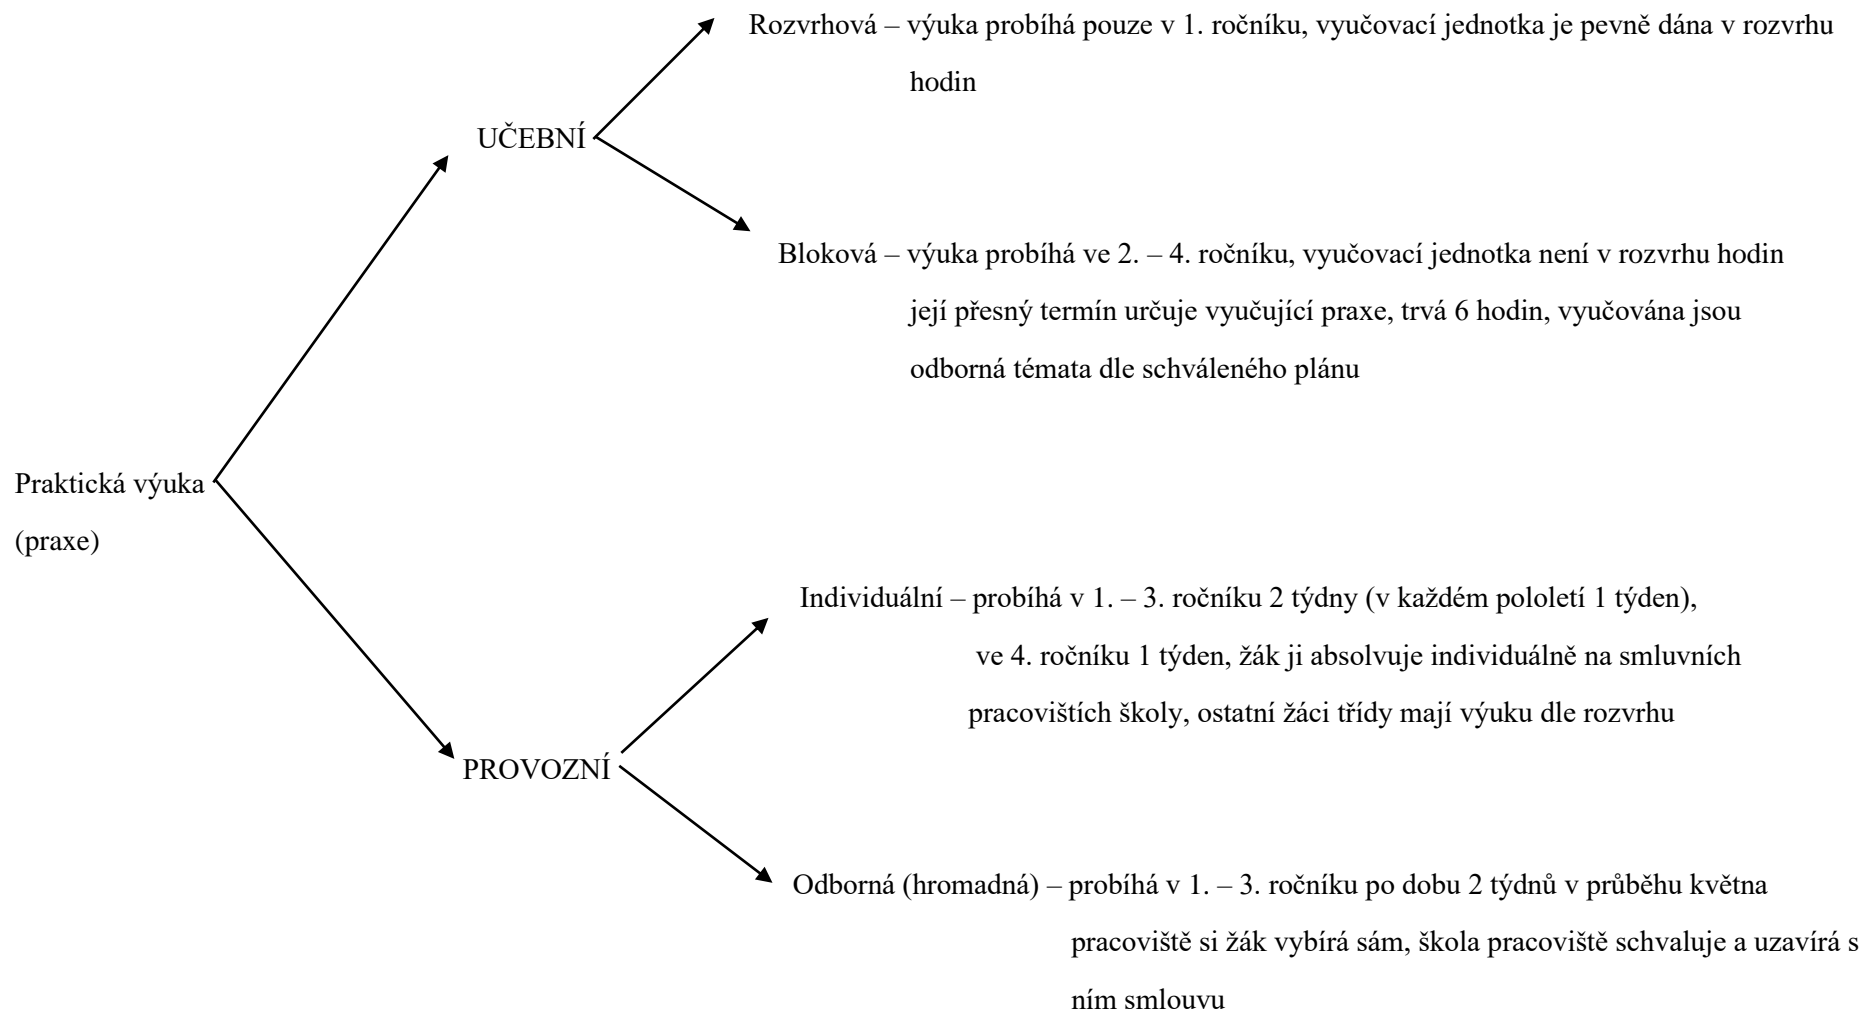 Rozvrhová – výuka probíhá pouze v 1. ročníku, vyučovací jednotka je pevně dána v rozvrhu
hodin
UČEBNÍ
Bloková – výuka probíhá ve 2. – 4. ročníku, vyučovací jednotka není v rozvrhu hodin
její přesný termín určuje vyučující praxe, trvá 6 hodin, vyučována jsou
odborná témata dle schváleného plánu
Praktická výuka
(praxe)
Individuální – probíhá v 1. – 3. ročníku 2 týdny (v každém pololetí 1 týden),
ve 4. ročníku 1 týden, žák ji absolvuje individuálně na smluvních
pracovištích školy, ostatní žáci třídy mají výuku dle rozvrhu
PROVOZNÍ
Odborná (hromadná) – probíhá v 1. – 3. ročníku po dobu 2 týdnů v průběhu května
pracoviště si žák vybírá sám, škola pracoviště schvaluje a uzavírá s
ním smlouvu